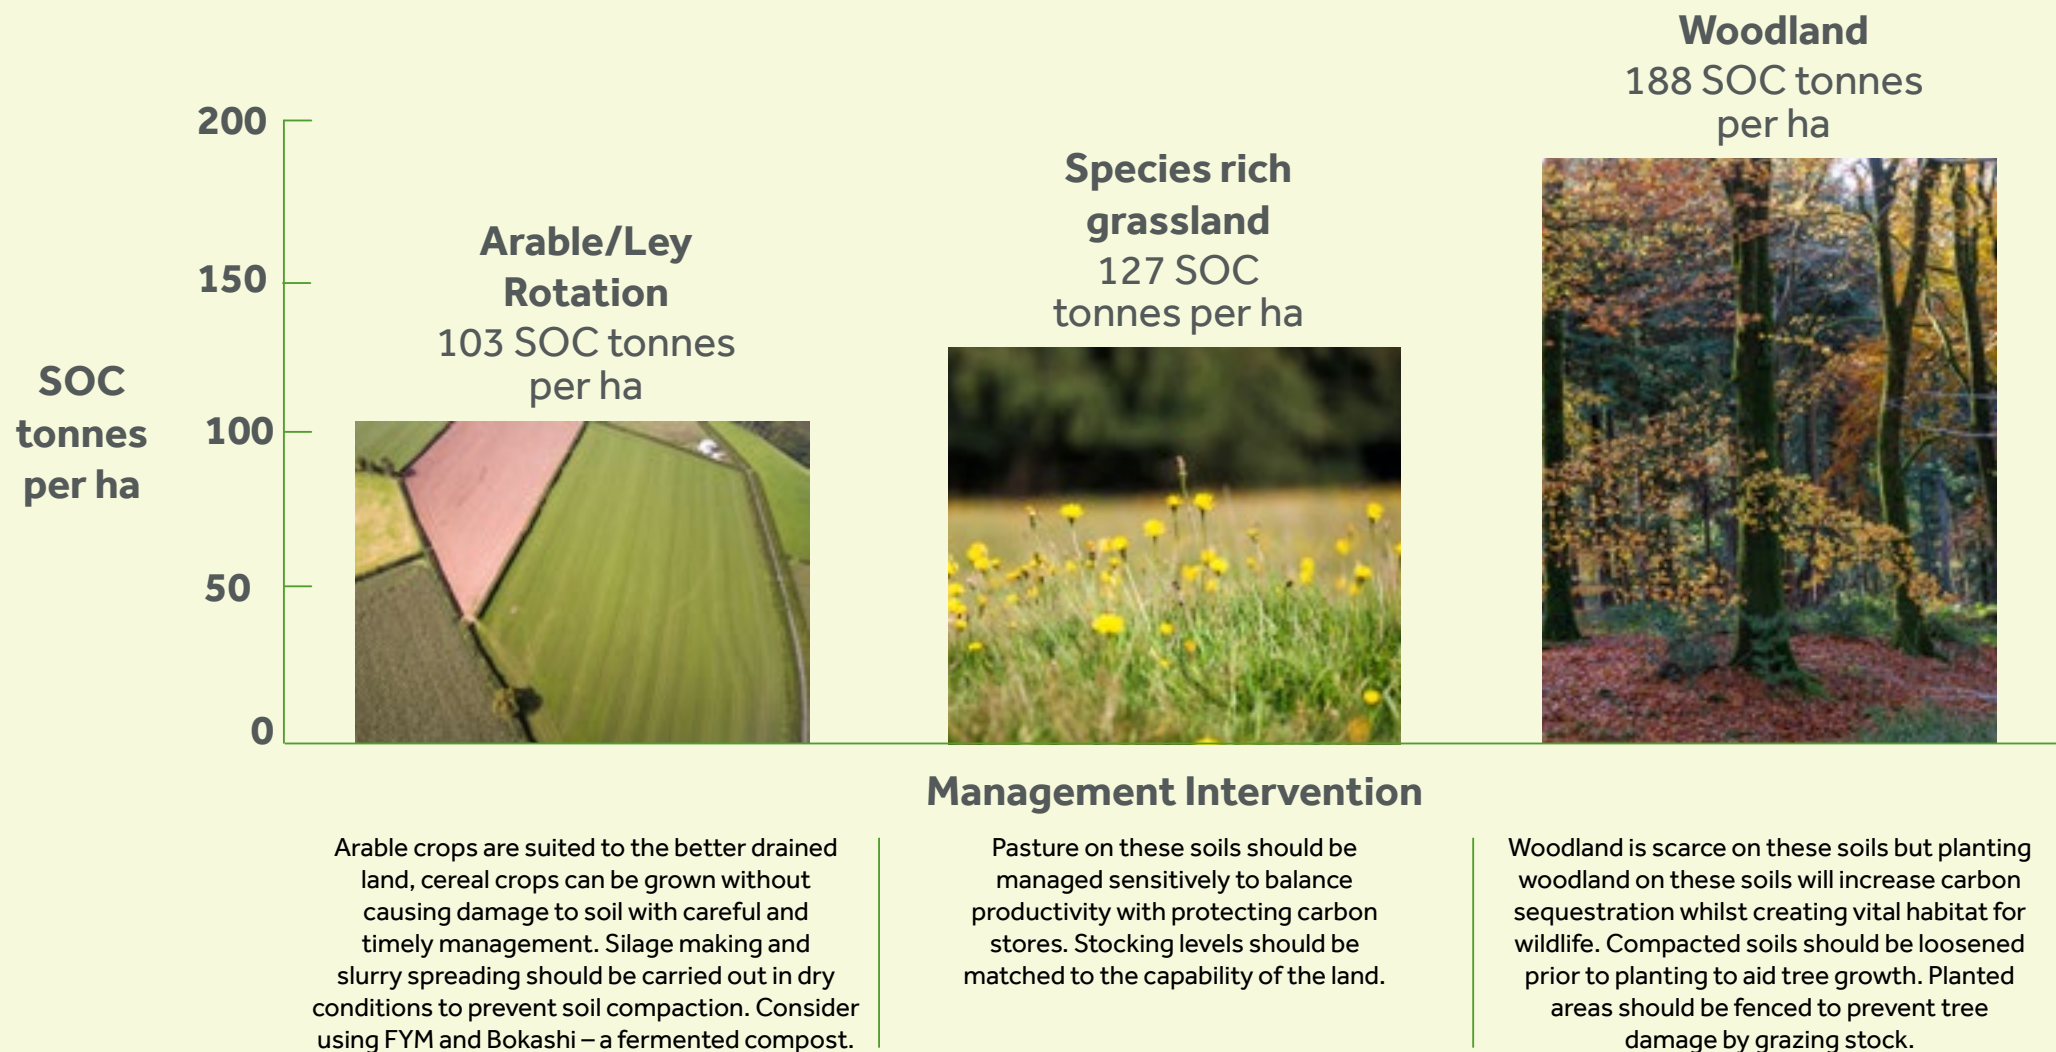 Woodland
188 SOC tonnes
per ha
Species rich
grassland
127 SOC
tonnes per ha
Arable/Ley
Rotation
103 SOC tonnes
per ha
SOC
tonnes
per ha
200
150
100
50
0
Management Intervention
Arable crops are suited to the better drained
land, cereal crops can be grown without
causing damage to soil with careful and
timely management. Silage making and
slurry spreading should be carried out in dry
conditions to prevent soil compaction. Consider
using FYM and Bokashi – a fermented compost.
Pasture on these soils should be
managed sensitively to balance
productivity with protecting carbon
stores. Stocking levels should be
matched to the capability of the land.
Woodland is scarce on these soils but planting
woodland on these soils will increase carbon
sequestration whilst creating vital habitat for
wildlife. Compacted soils should be loosened
prior to planting to aid tree growth. Planted
areas should be fenced to prevent tree
damage by grazing stock.